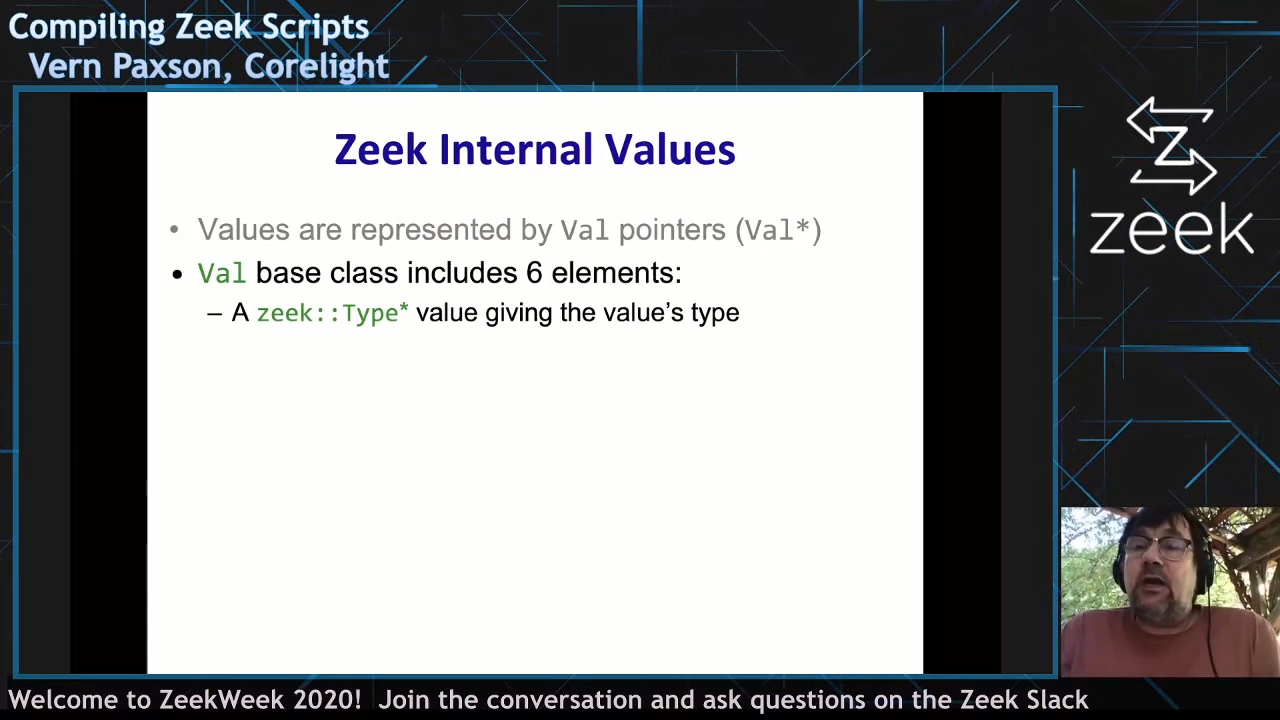 Compiling Zeek Scripts
Vern Paxson, Corelight
Zeek Internal Values
• Values are represented by Val pointers (Val*)
• Val base class includes 6 elements:
– A zeek::Type* value giving the value’s type
Z
zeek
Welcome to ZeekWeek 2020! Join the conversation and ask questions on the Zeek Slack